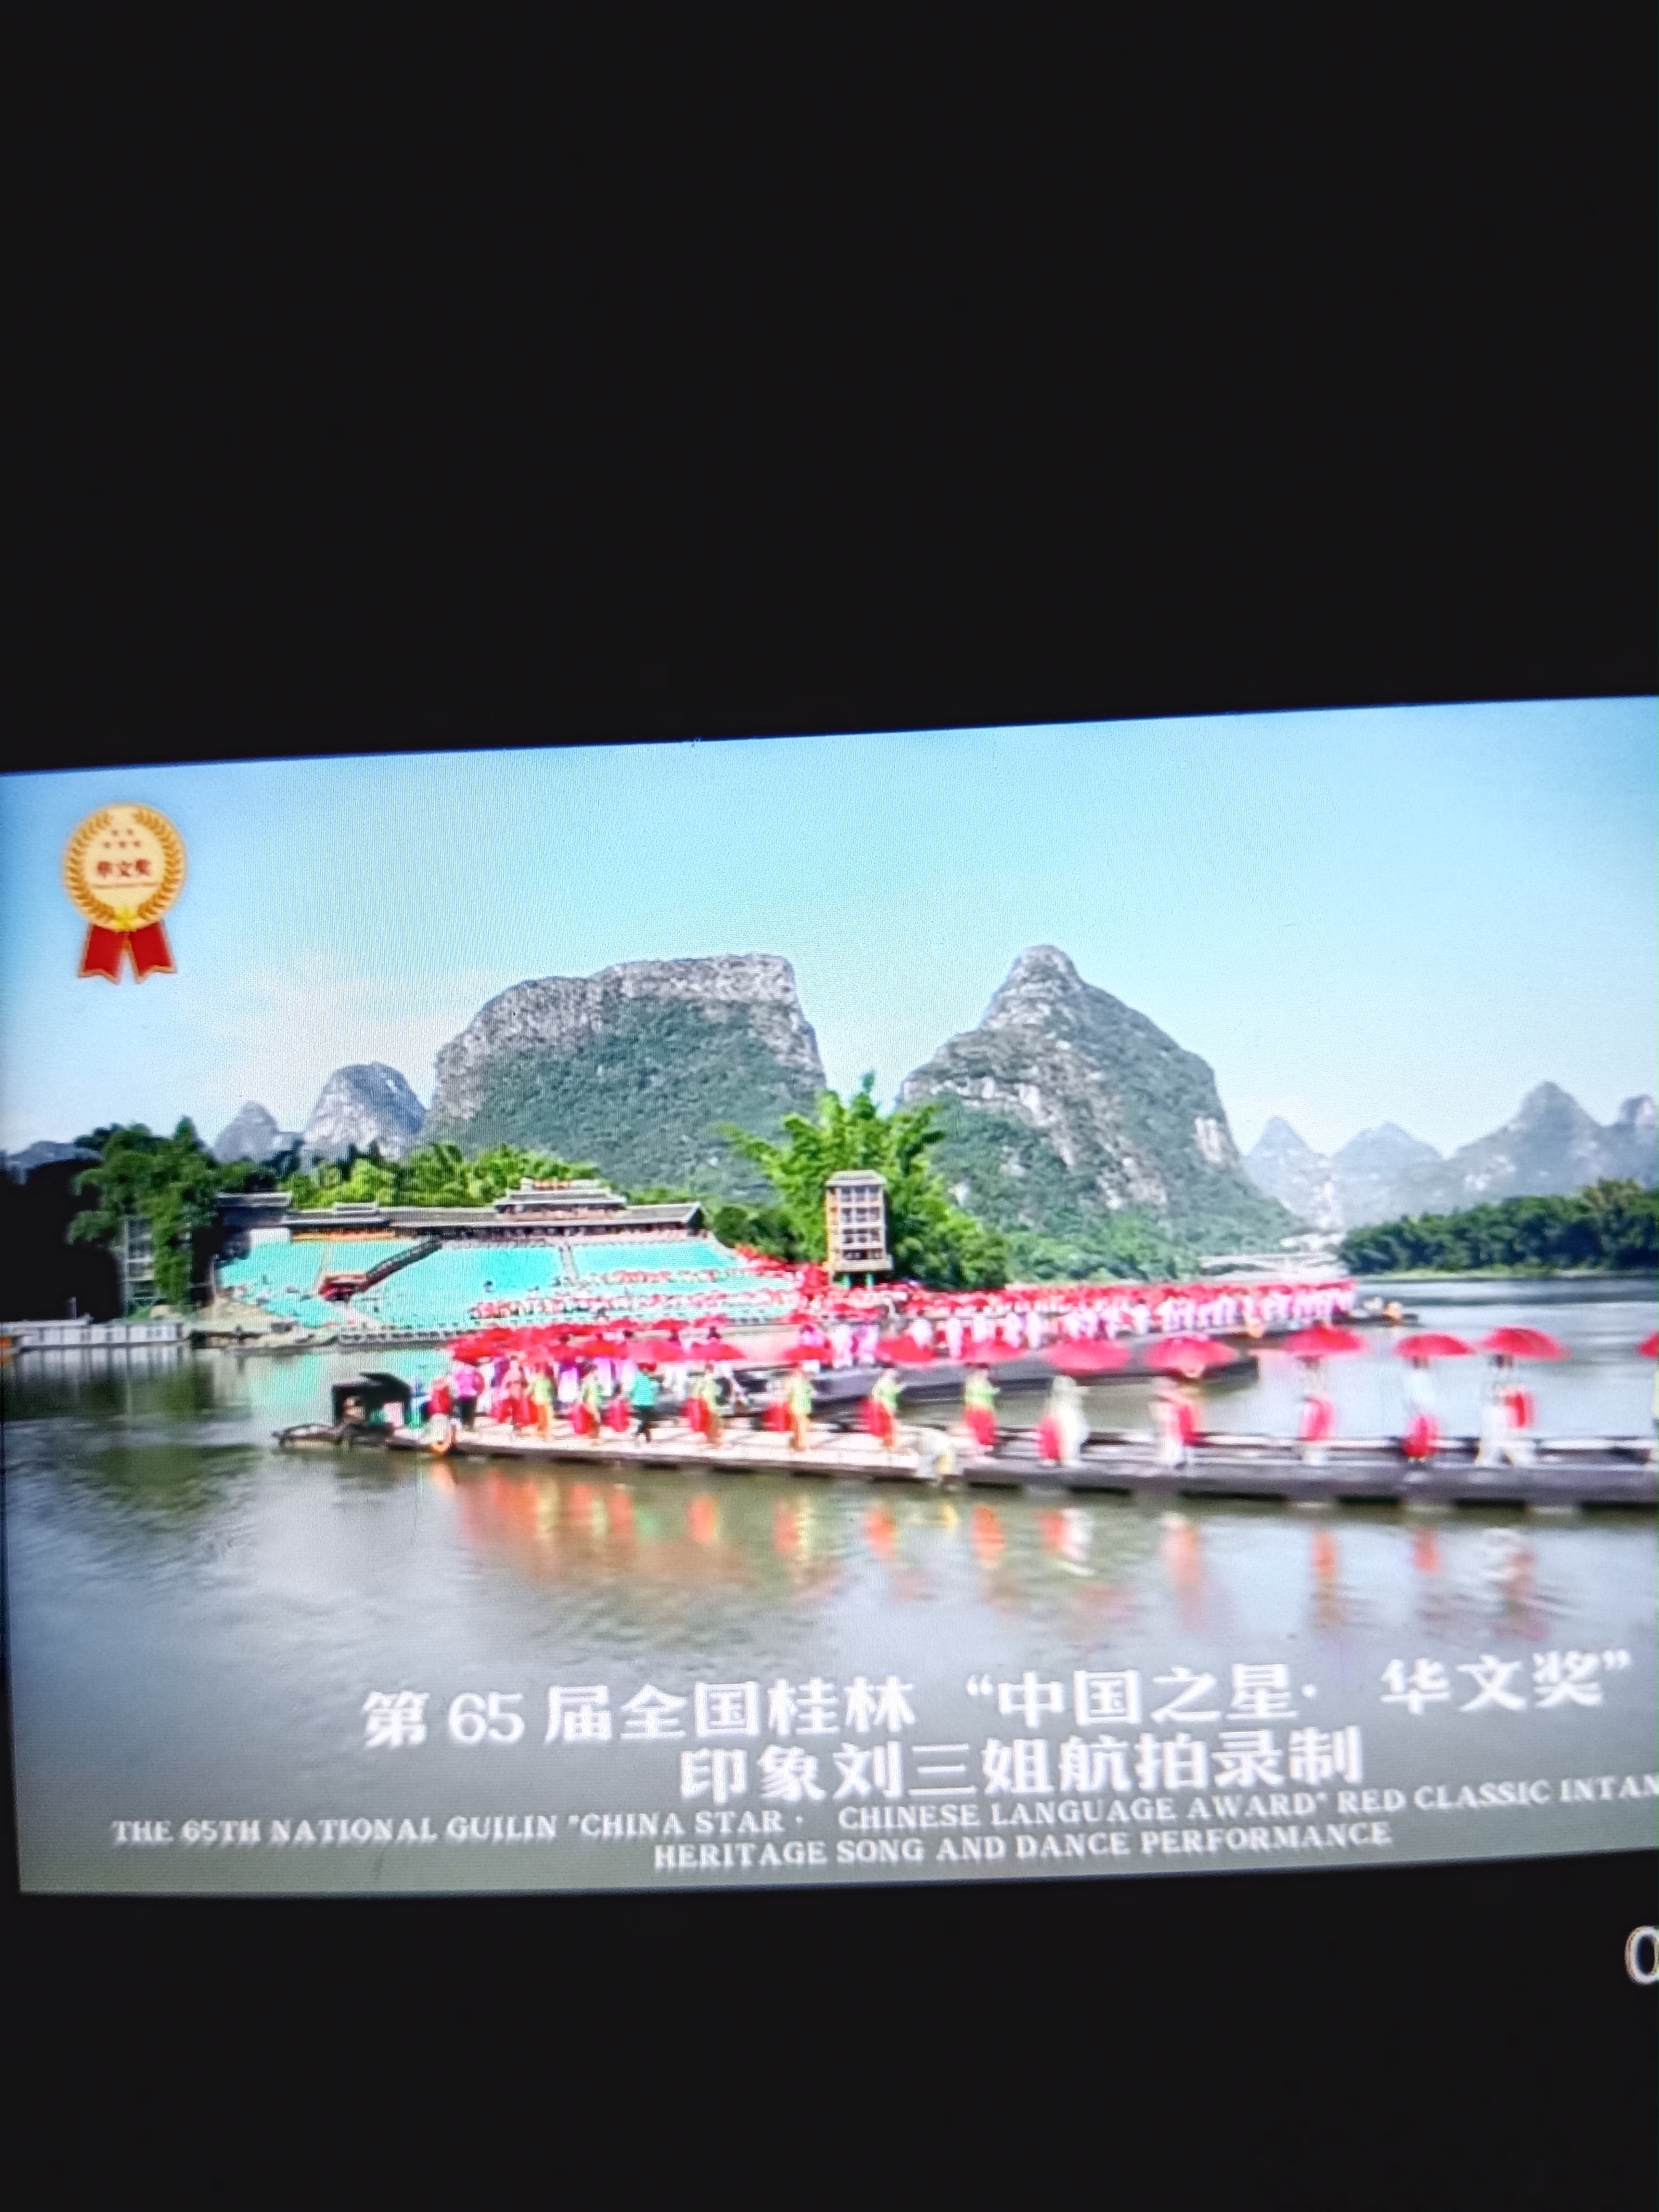 华文奖
第 65 届全国桂林 “中国之星· 华文奖”
印象刘三姐航拍录制
THE 65TH NATIONAL GUILIN "CHINA STAR · CHINESE LANGUAGE AWARD" RED CLASSIC INTAN
HERITAGE SONG AND DANCE PERFORMANCE
0